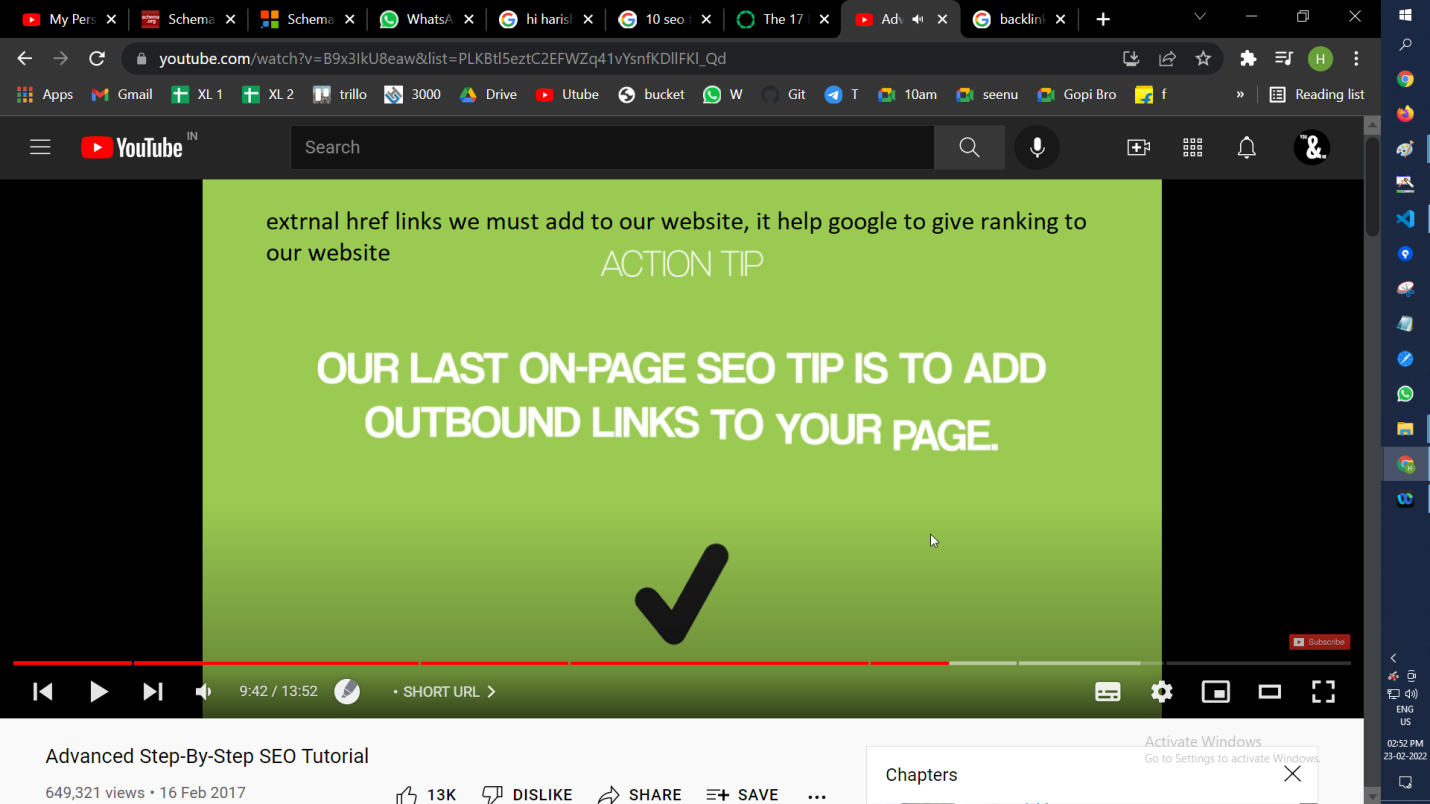 My Pers
Schema
Schema
WhatsA
hi haris
10 seo t
The 17
Adv
backlink
youtube.com/watch?v=B9x3IkU8eaw&list=PLKBtl5eztC2EFWZq41vYsnfKDllFKl_Qd
H
Apps
Gmail
XL 1
XL 2
trillo
3000
Drive
Utube
bucket
W
Git
T
10am
seenu
Gopi Bro
f
»
Reading list
YouTube IN
Search
extrnal href links we must add to our website, it help google to give ranking to
our website
ACTION TIP
OUR LAST ON-PAGE SEO TIP IS TO ADD
OUTBOUND LINKS TO YOUR PAGE.
Subscribe
9:42 / 13:52
• SHORT URL
Advanced Step-By-Step SEO Tutorial
649,321 views • 16 Feb 2017
13K
DISLIKE
SHARE
SAVE
Chapters
Activate Windows
Go to Settings to activate Windows.
ENG
US
02:52 PM
23-02-2022